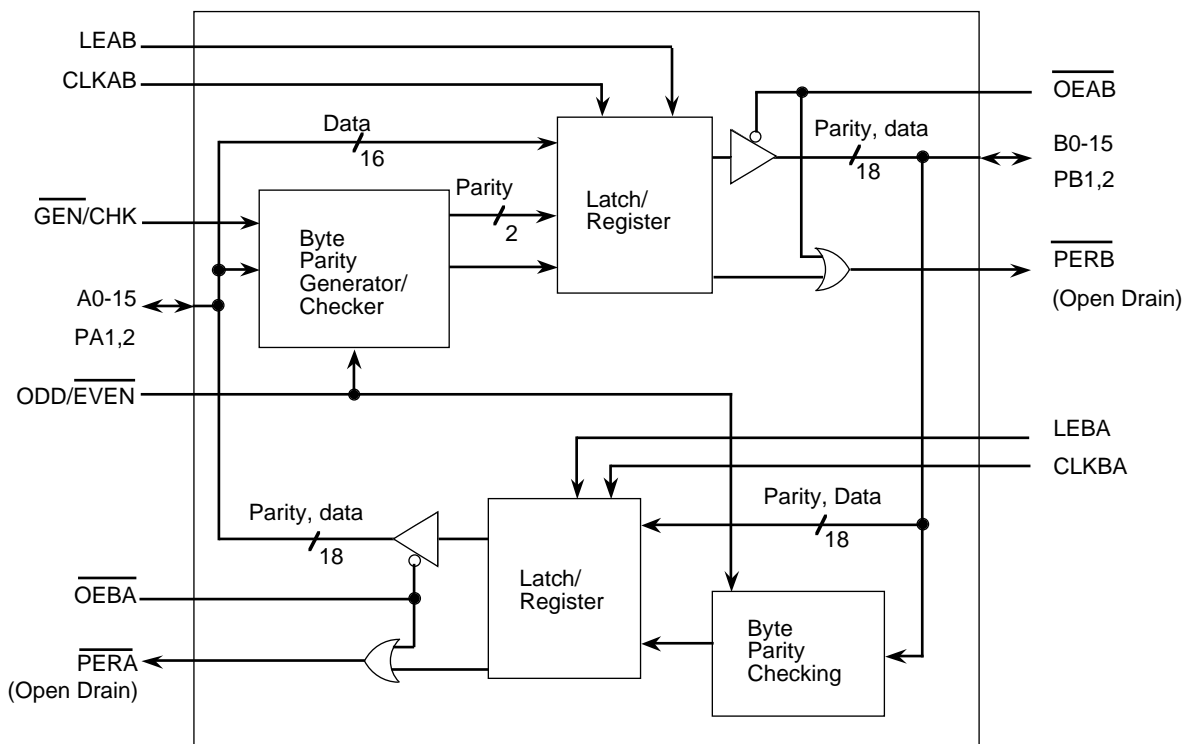 LEAB
CLKAB
OEAB
Data
16
Parity, data
18
B0-15
PB1,2
GEN/CHK
Parity
2
Latch/
Register
Byte
Parity
Generator/
Checker
PERB
(Open Drain)
A0-15
PA1,2
ODD/EVEN
LEBA
CLKBA
Parity, data
18
Parity, Data
18
OEBA
Latch/
Register
Byte
Parity
Checking
PERA
(Open Drain)